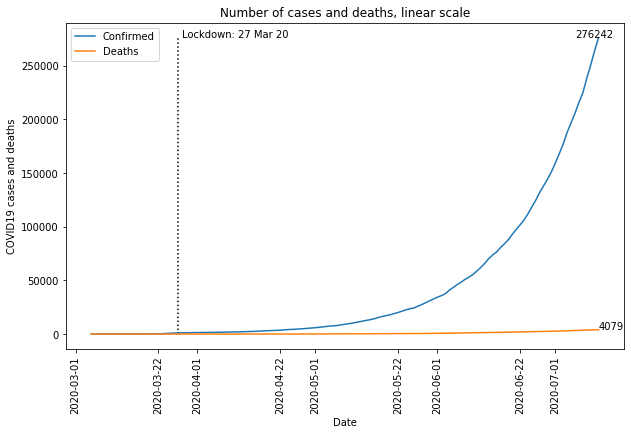 Number of cases and deaths, linear scale
Confirmed
Deaths
Lockdown: 27 Mar 20
276242
4079
COVID19 cases and deaths
250000
200000
150000
100000
50000
0
2020-03-01
2020-03-22
2020-04-01
2020-04-22
2020-05-01
2020-05-22
2020-06-01
2020-06-22
2020-07-01
Date